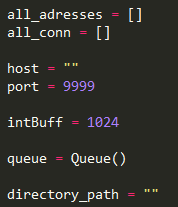 all_adresses = []
all_conn = []
host = ""
port = 9999
intBuff = 1024
queue = Queue()
directory_path = ""